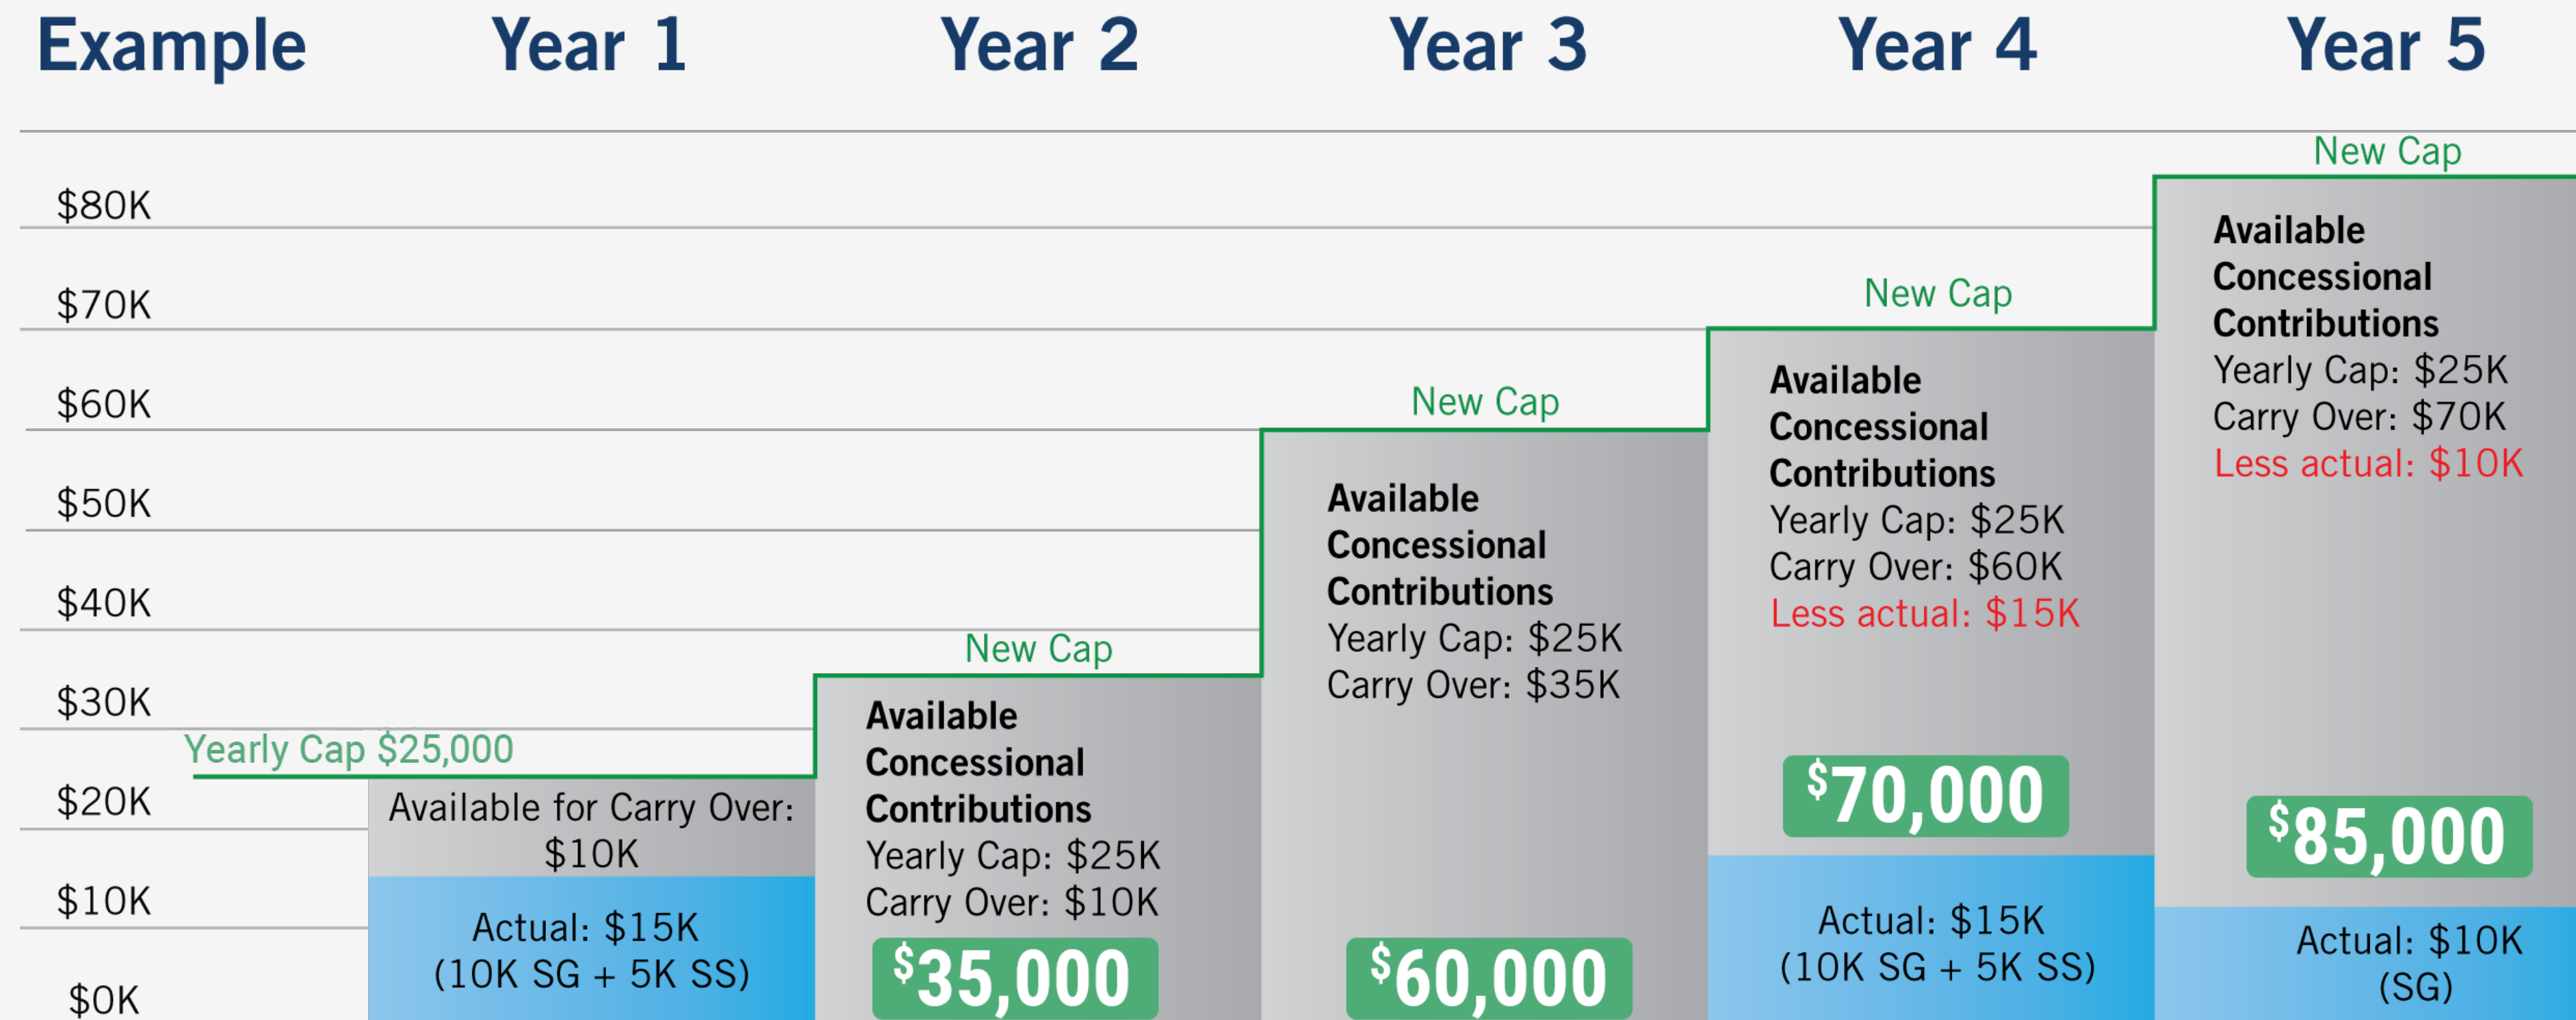 Example
Year 1
Year 2
Year 3
Year 4
Year 5
$80K
$70K
$60K
$50K
$40K
$30K
$20K
$10K
$0K
Yearly Cap $25,000
Available for Carry Over:
$10K
Actual: $15K
(10K SG + 5K SS)
New Cap
Available
Concessional
Contributions
Yearly Cap: $25K
Carry Over: $10K
$35,000
New Cap
Available
Concessional
Contributions
Yearly Cap: $25K
Carry Over: $35K
$60,000
New Cap
Available
Concessional
Contributions
Yearly Cap: $25K
Carry Over: $60K
Less actual: $15K
$70,000
Actual: $15K
(10K SG + 5K SS)
New Cap
Available
Concessional
Contributions
Yearly Cap: $25K
Carry Over: $70K
Less actual: $10K
$85,000
Actual: $10K
(SG)